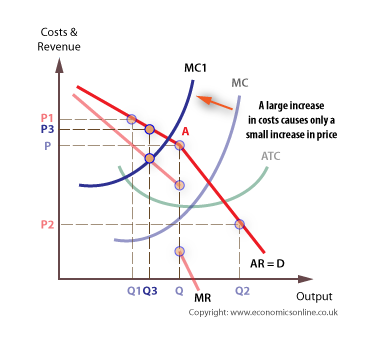 Costs &
Revenue
MC1
MC
A large increase
in costs causes only a
small increase in price
P1
P3
A
P
ATC
P2
AR = D
Q1 Q3 Q Q2
MR
Output
Copyright: www.economicsonline.co.uk